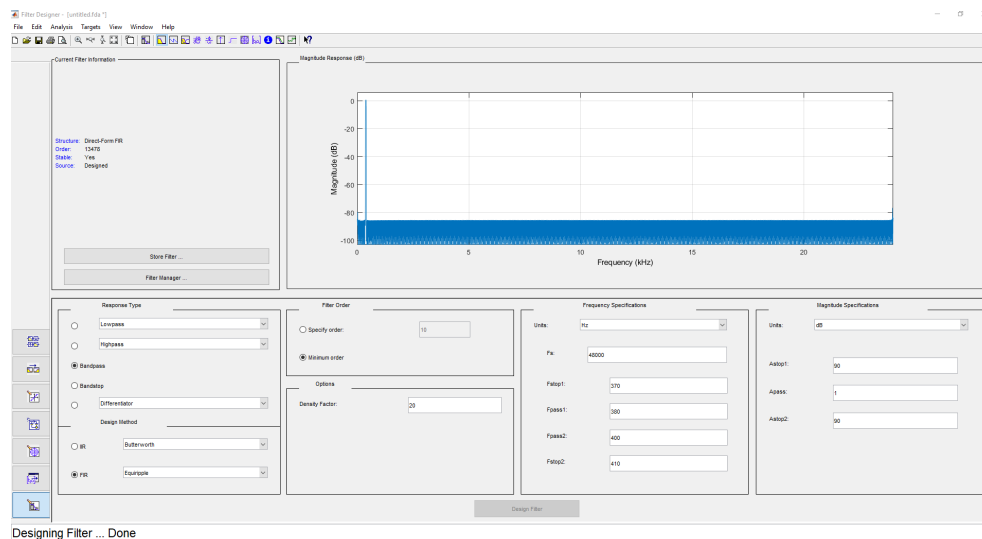 Filter Designer - [untitled.fda *]
File Edit Analysis Targets View Window Help
Current Filter Information
Structure: Direct-Form FIR
Order: 13478
Stable: Yes
Source: Designed
Store Filter ...
Filter Manager ...
Magnitude Response (dB)
Magnitude (dB)
0
-20
-40
-60
-80
-100
0 5 10 15 20
Frequency (kHz)
Response Type
Lowpass
Highpass
Bandpass
Bandstop
Differentiator
Design Method
IIR Butterworth
FIR Equiripple
Filter Order
Specify order: 10
Minimum order
Options
Density Factor: 20
Frequency Specifications
Units: Hz
Fs: 48000
Fstop1: 370
Fpass1: 380
Fpass2: 400
Fstop2: 410
Magnitude Specifications
Units: dB
Astop1: 90
Apass: 1
Astop2: 90
Design Filter
Designing Filter ... Done